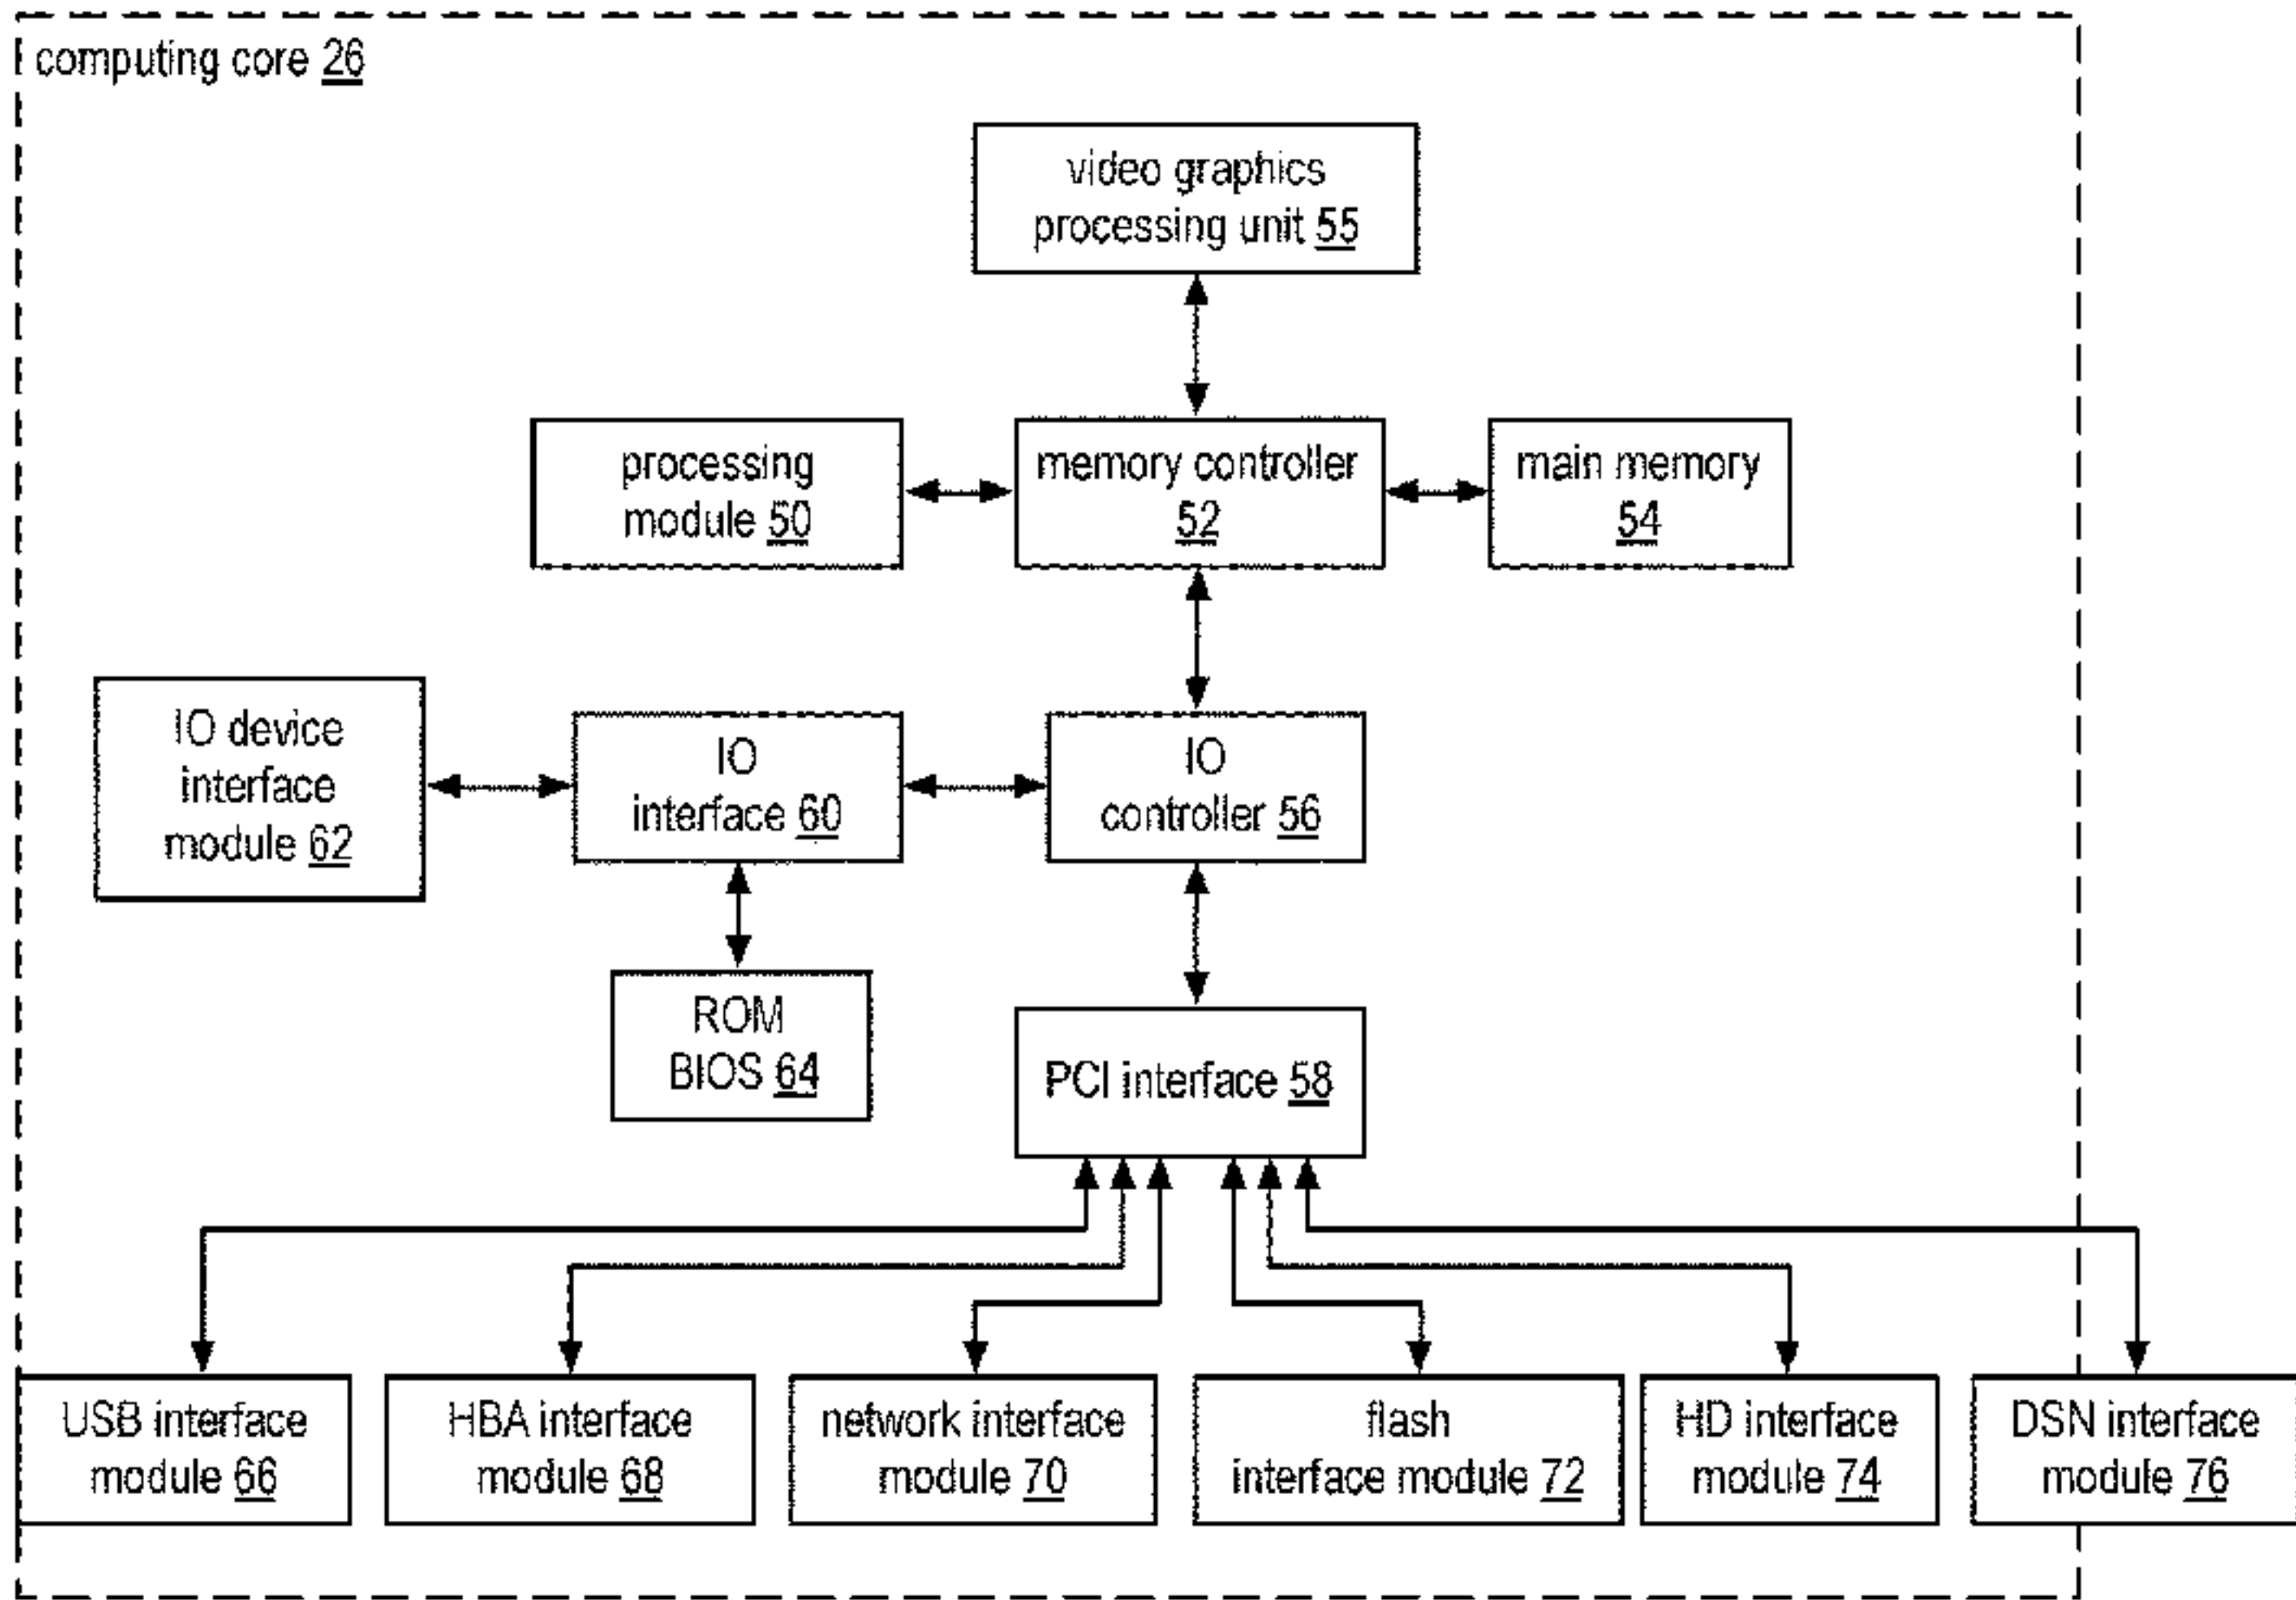 computing core 26
video graphics
processing unit 55
processing
module 50
memory controller
52
main memory
54
IO device
interface
module 62
IO
interface 60
IO
controller 56
ROM
BIOS 64
PCI interface 58
USB interface
module 66
HBA interface
module 68
network interface
module 70
flash
interface module 72
HD interface
module 74
DSN interface
module 76